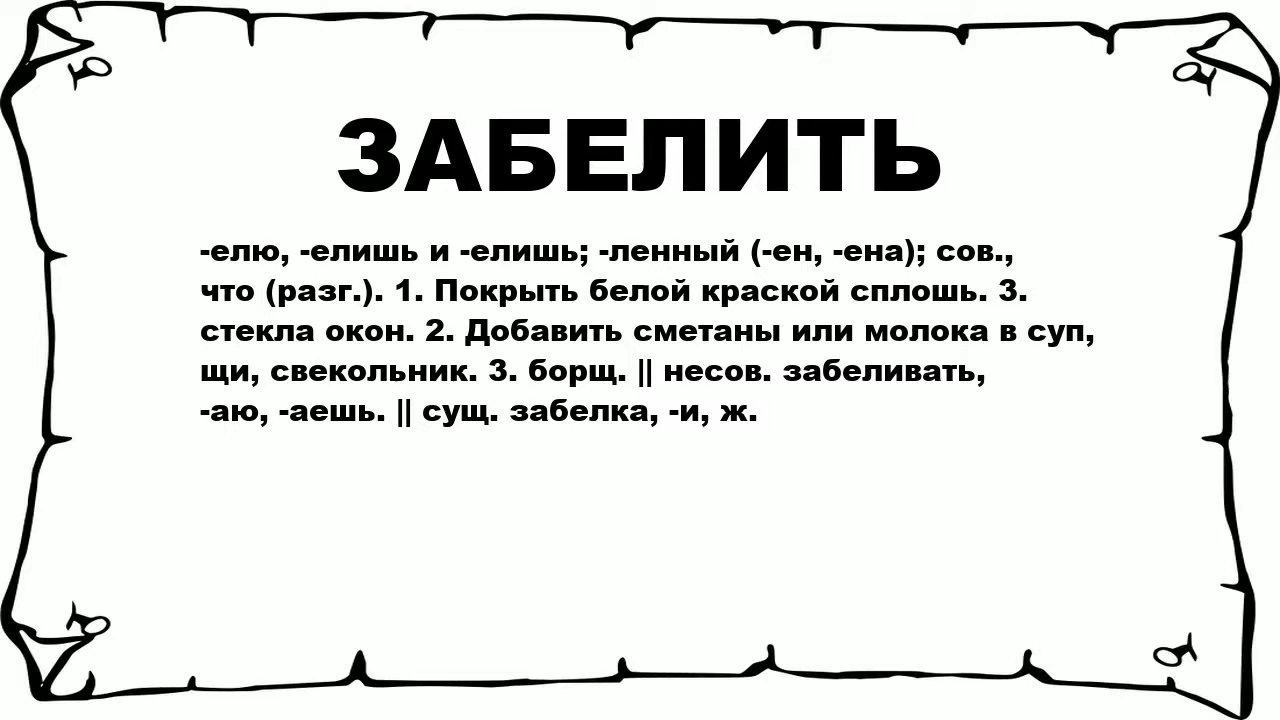 ЗАБЕЛИТЬ
-елю, -елишь и -елишь; -ленный (-ен, -ена); сов.,
что (разг.). 1. Покрыть белой краской сплошь. 3.
стекла окон. 2. Добавить сметаны или молока в суп,
щи, свекольник. 3. борщ. || несов. забеливать,
-аю, -аешь. || сущ. забелка, -и, ж.